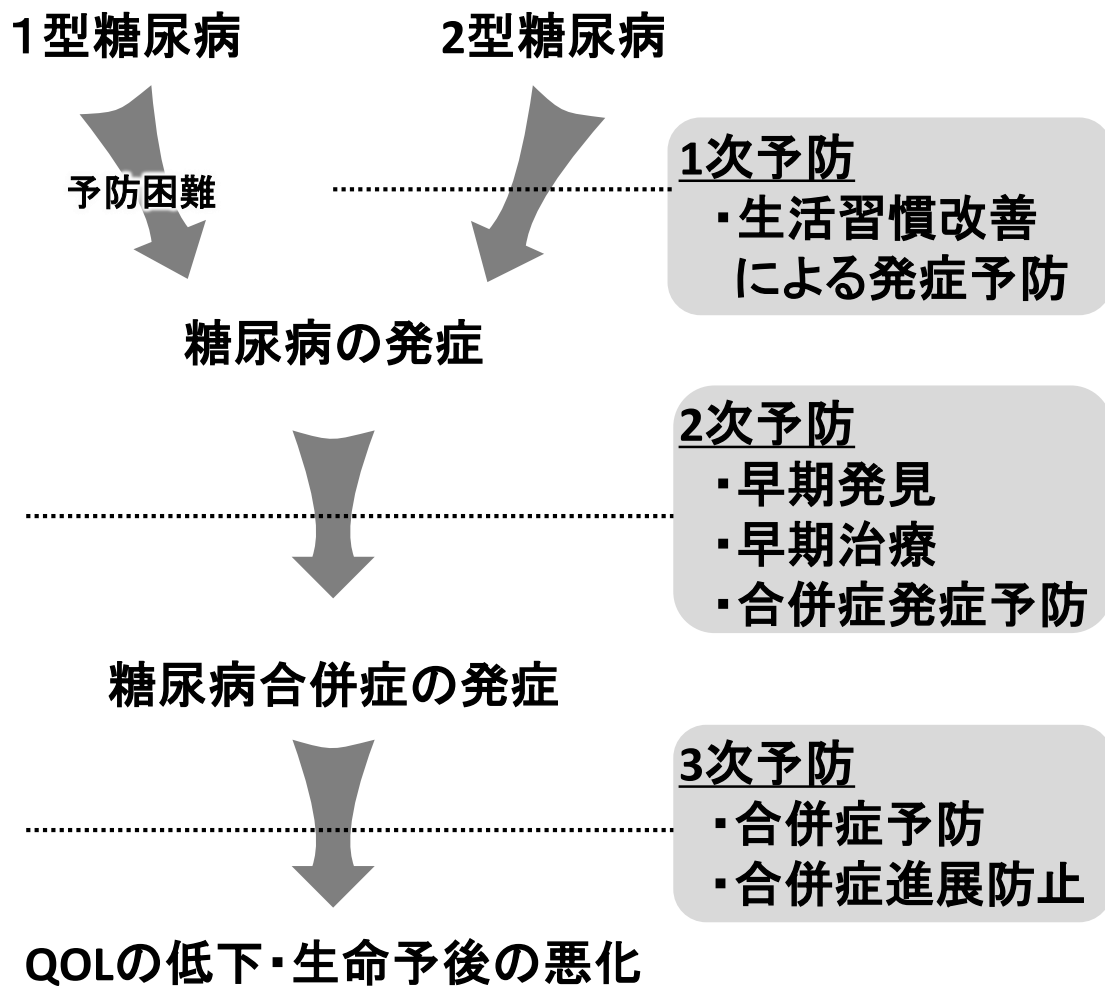 １型糖尿病
2型糖尿病
予防困難
1次予防
・生活習慣改善
による発症予防
糖尿病の発症
2次予防
・早期発見
・早期治療
・合併症発症予防
糖尿病合併症の発症
3次予防
・合併症予防
・合併症進展防止
QOLの低下・生命予後の悪化